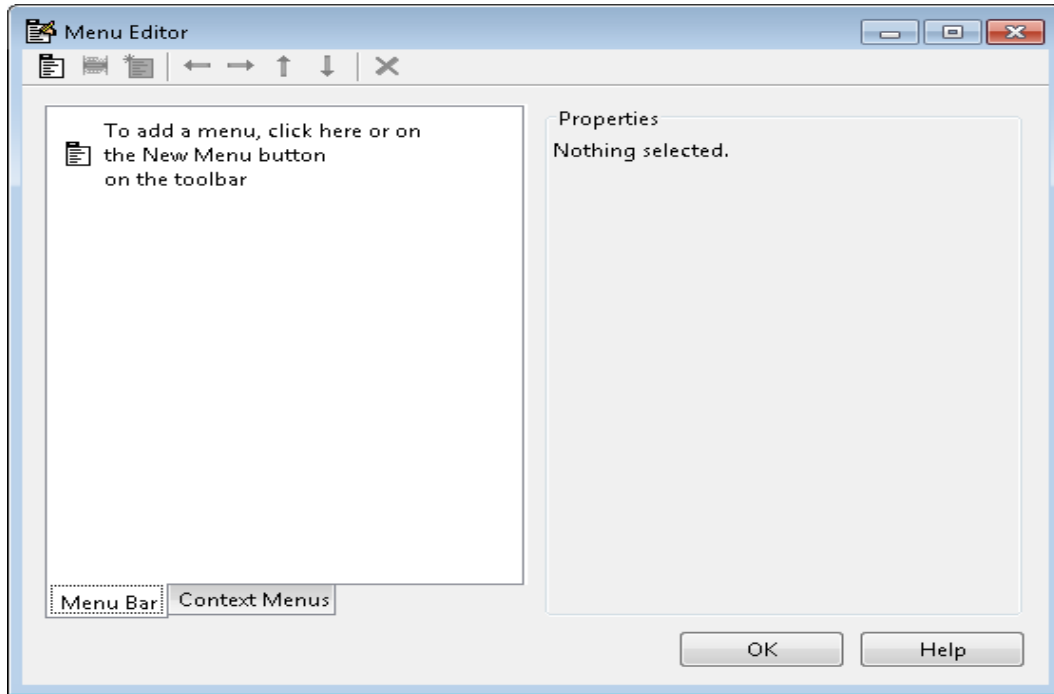 Menu Editor
To add a menu, click here or on
the New Menu button
on the toolbar
Properties
Nothing selected.
Menu Bar
Context Menus
OK
Help